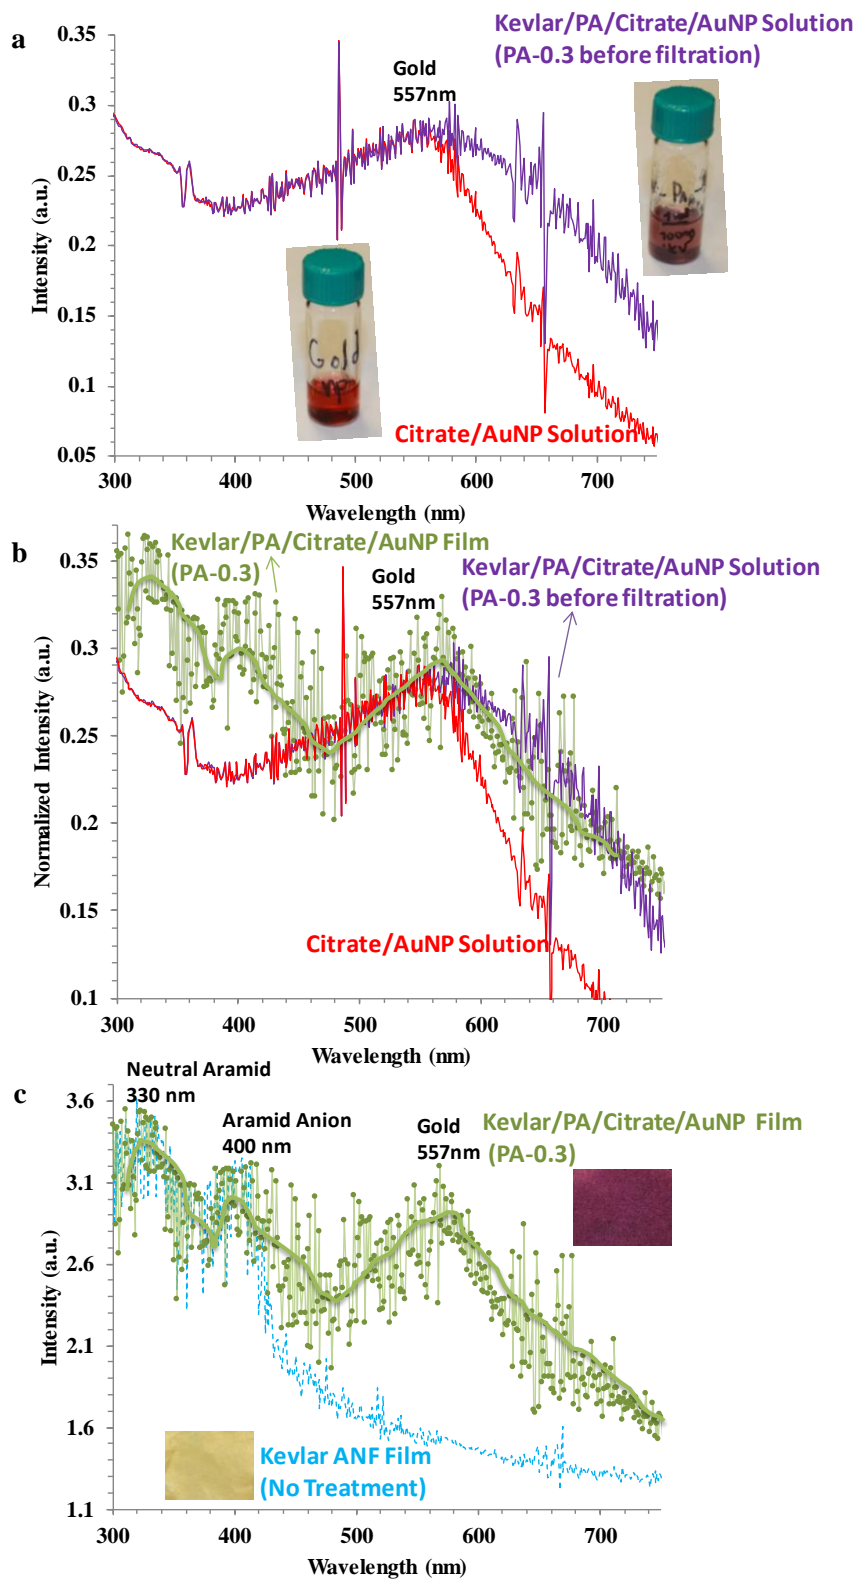 a
Kevlar/PA/Citrate/AuNP Solution
(PA-0.3 before filtration)
Gold
557nm
0.35
0.3
0.25
0.2
0.15
0.1
0.05
Intensity (a.u.)
Gold
NP
Citrate/AuNP Solution
300
400
500
600
700
Wavelength (nm)
b
Kevlar/PA/Citrate/AuNP Film
(PA-0.3)
Gold
557nm
Kevlar/PA/Citrate/AuNP Solution
(PA-0.3 before filtration)
0.35
0.3
0.25
0.2
0.15
0.1
Normalized Intensity (a.u.)
Citrate/AuNP Solution
300
400
500
600
700
Wavelength (nm)
c
Neutral Aramid
330 nm
Aramid Anion
400 nm
Gold
557nm
Kevlar/PA/Citrate/AuNP Film
(PA-0.3)
3.6
3.1
2.6
2.1
1.6
1.1
Intensity (a.u.)
Kevlar ANF Film
(No Treatment)
300
400
500
600
700
Wavelength (nm)